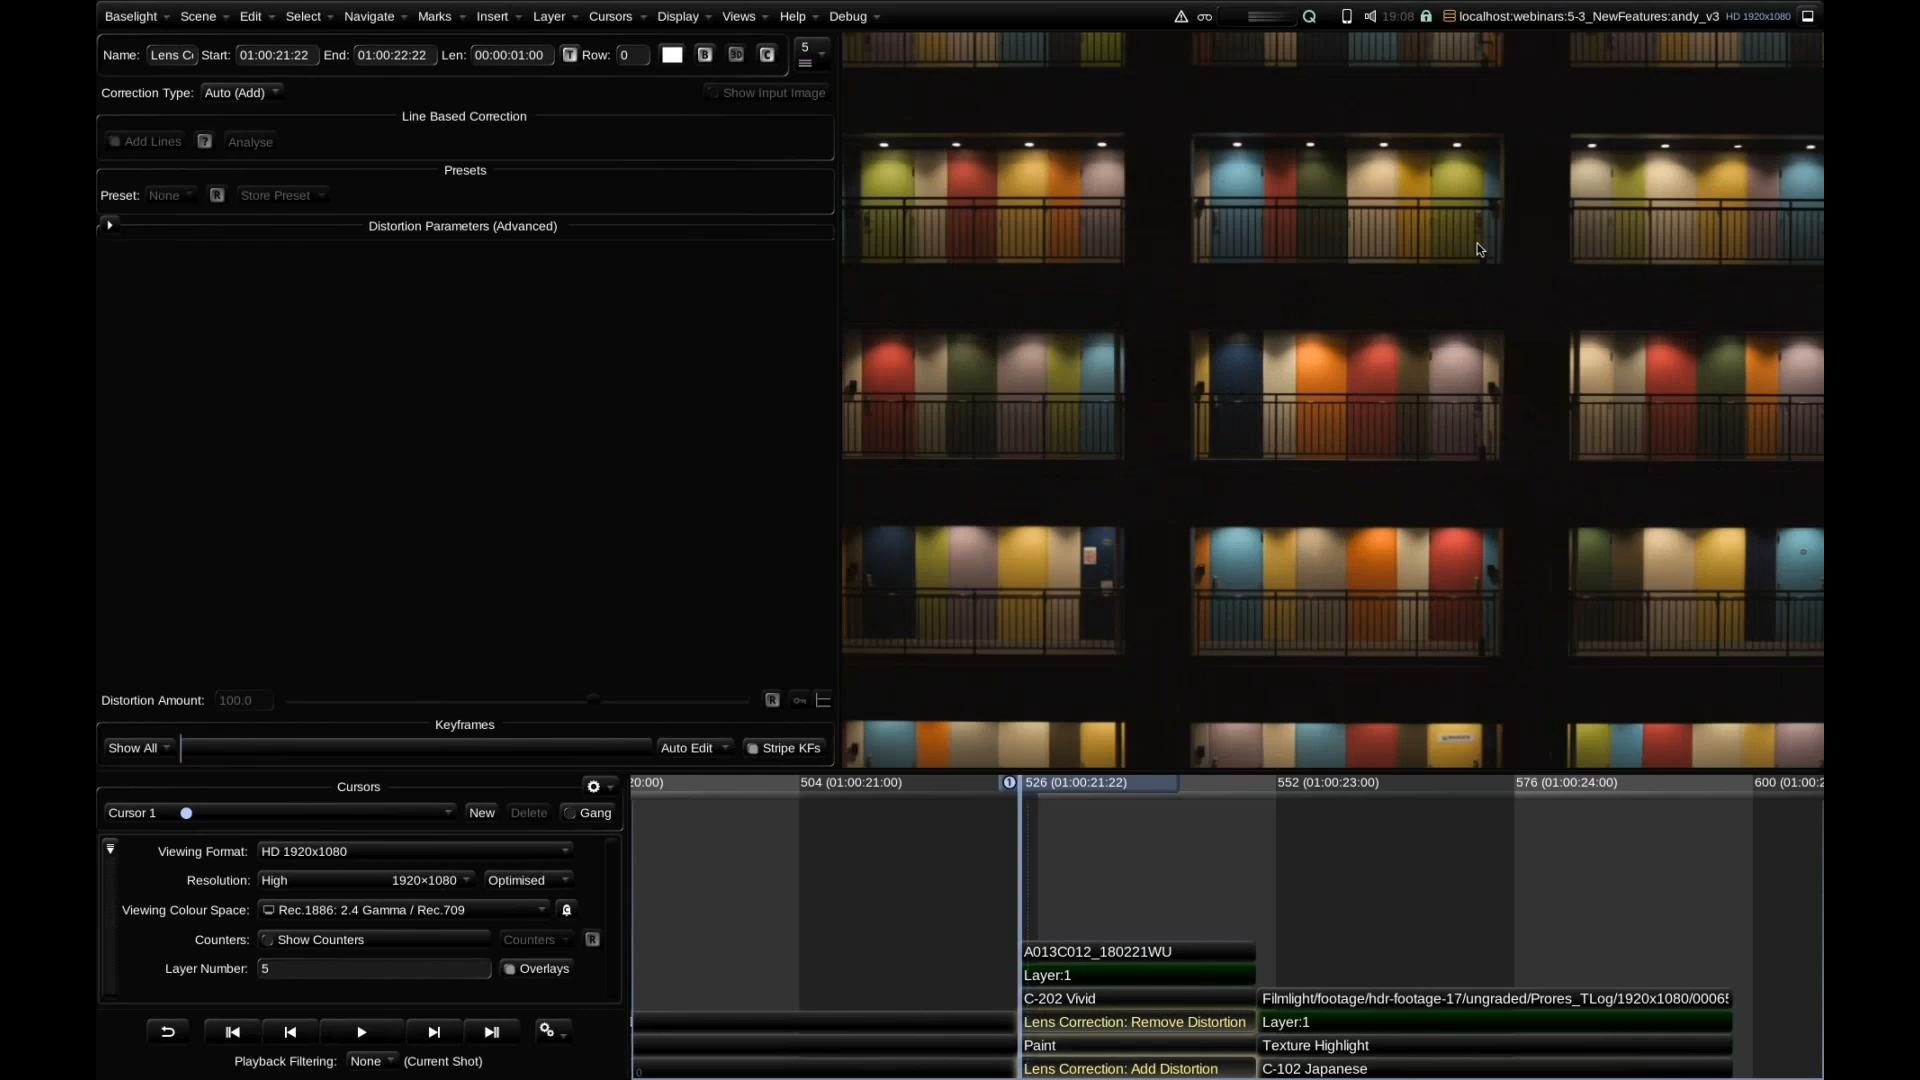 Baselight Scene Edit Select Navigate Marks Insert Layer Cursors Display Views Help Debug 19:08 localhost:webinars:5-3_NewFeatures:andy_v3 HD 1920x1080
Name: Lens Start: 01:00:21:22 End: 01:00:22:22 Len: 00:00:01:00 T Row: 0 B 3D C 5
Correction Type: Auto (Add) Show Input Image
Line Based Correction
Add Lines ? Analyse
Presets
Preset: None R Store Preset
Distortion Parameters (Advanced)
Distortion Amount: 100.0 R
Keyframes
Show All Auto Edit Stripe KFs
Cursors
Cursor 1 New Delete Gang
Viewing Format: HD 1920x1080
Resolution: High 1920×1080 Optimised
Viewing Colour Space: Rec.1886: 2.4 Gamma / Rec.709
Counters: Show Counters Counters R
Layer Number: 5 Overlays
Playback Filtering: None (Current Shot)
20:00) 504 (01:00:21:00) 1 526 (01:00:21:22) 552 (01:00:23:00) 576 (01:00:24:00) 600 (01:00:2
A013C012_180221WU
Layer:1
C-202 Vivid
Lens Correction: Remove Distortion
Paint
Lens Correction: Add Distortion
Filmlight/footage/hdr-footage-17/ungraded/Prores_TLog/1920x1080/0006
Layer:1
Texture Highlight
C-102 Japanese
0